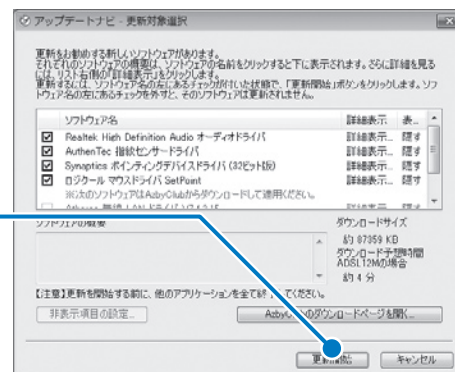 アップデートナビ - 更新対象選択
更新をお勧めする新しいソフトウェアがあります。
それぞれのソフトウェアの概要は、ソフトウェアの名前をクリックすると下に表示されます。さらに詳細を見る
には、リスト右側の「詳細表示」をクリックします。
更新するには、ソフトウェア名の左にあるチェックが付いた状態で、「更新開始」ボタンをクリックします。ソフ
トウェア名の左にあるチェックを外すと、そのソフトウェアは更新されません。
ソフトウェア名 詳細表示 表...
Realtek High Definition Audio オーディオドライバ 詳細表示... 隠す
AuthenTec 指紋センサードライバ 詳細表示... 隠す
Synaptics ポインティングデバイスドライバ (32ビット版) 詳細表示... 隠す
ロジクール マウスドライバ SetPoint 詳細表示... 隠す
※次のソフトウェアはAzbyClubからダウンロードして適用ください。
ソフトウェアの概要
ダウンロードサイズ
約 87359 KB
ダウンロード予想時間
ADSL12Mの場合
約 4 分
【注意】更新を開始する前に、他のアプリケーションを全て終 てください。
非表示項目の設定...
のダウンロードページを開く...
更新開始
キャンセル